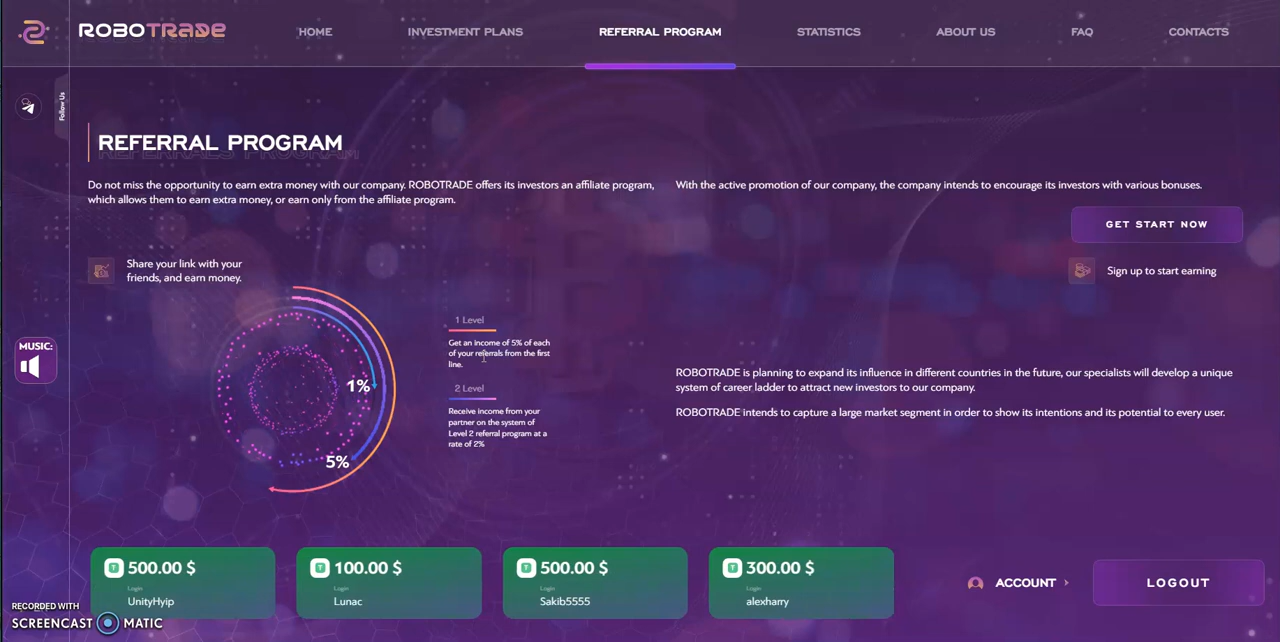 ROBOTRADE
HOME
INVESTMENT PLANS
REFERRAL PROGRAM
STATISTICS
ABOUT US
FAQ
CONTACTS
Follow Us
REFERRAL PROGRAM
REFERRALS PROGRAM
Do not miss the opportunity to earn extra money with our company. ROBOTRADE offers its investors an affiliate program,
which allows them to earn extra money, or earn only from the affiliate program.
With the active promotion of our company, the company intends to encourage its investors with various bonuses.
GET START NOW
Share your link with your
friends, and earn money.
Sign up to start earning
MUSIC:
1%
5%
1 Level
Get an income of 5% of each
of your referrals from the first
line.
2 Level
Receive income from your
partner on the system of
Level 2 referral program at a
rate of 2%
ROBOTRADE is planning to expand its influence in different countries in the future, our specialists will develop a unique
system of career ladder to attract new investors to our company.
ROBOTRADE intends to capture a large market segment in order to show its intentions and its potential to every user.
500.00 $
Login
UnityHyip
100.00 $
Login
Lunac
500.00 $
Login
Sakib5555
300.00 $
Login
alexharry
ACCOUNT
LOGOUT
RECORDED WITH
SCREENCAST MATIC